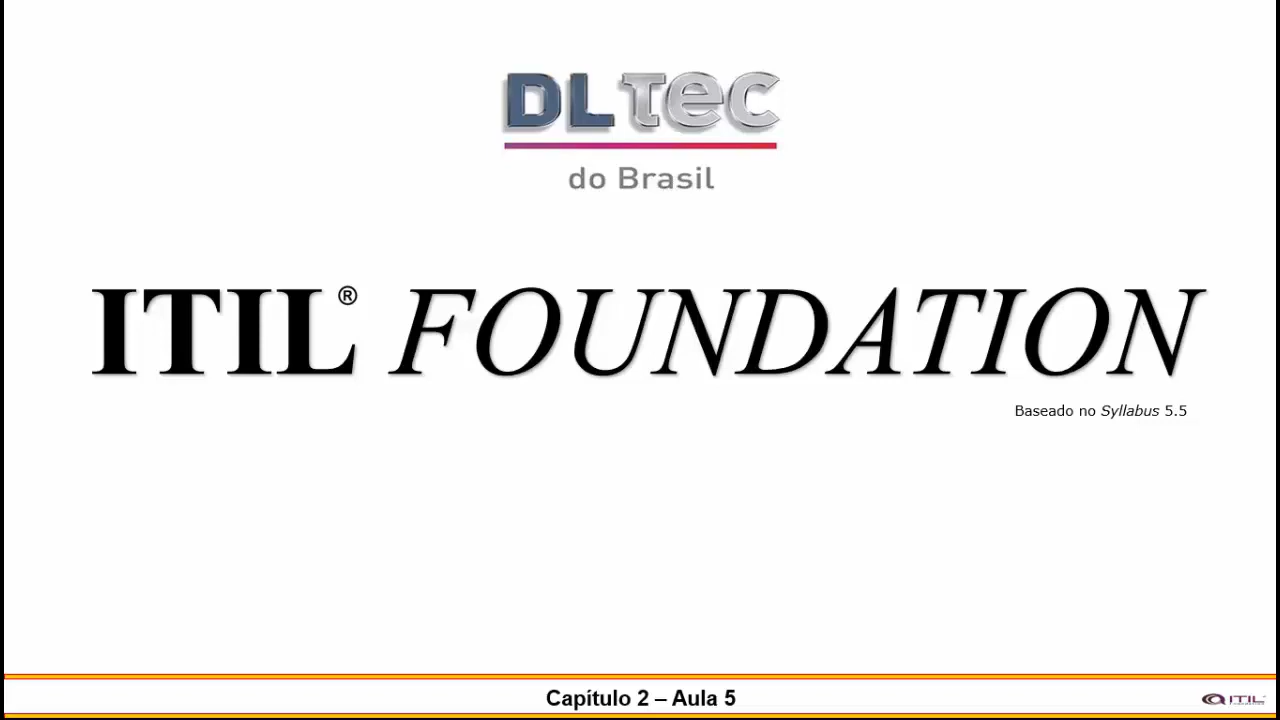 DLTEC
do Brasil
ITIL® FOUNDATION
Baseado no Syllabus 5.5
Capítulo 2 – Aula 5
ITIL